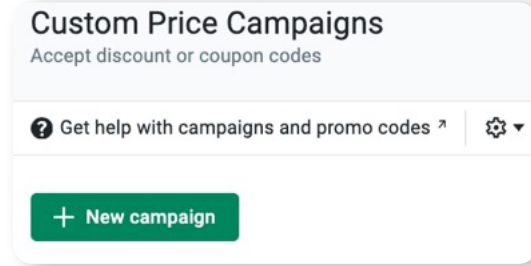 Custom Price Campaigns
Accept discount or coupon codes
Get help with campaigns and promo codes ↗
+ New campaign